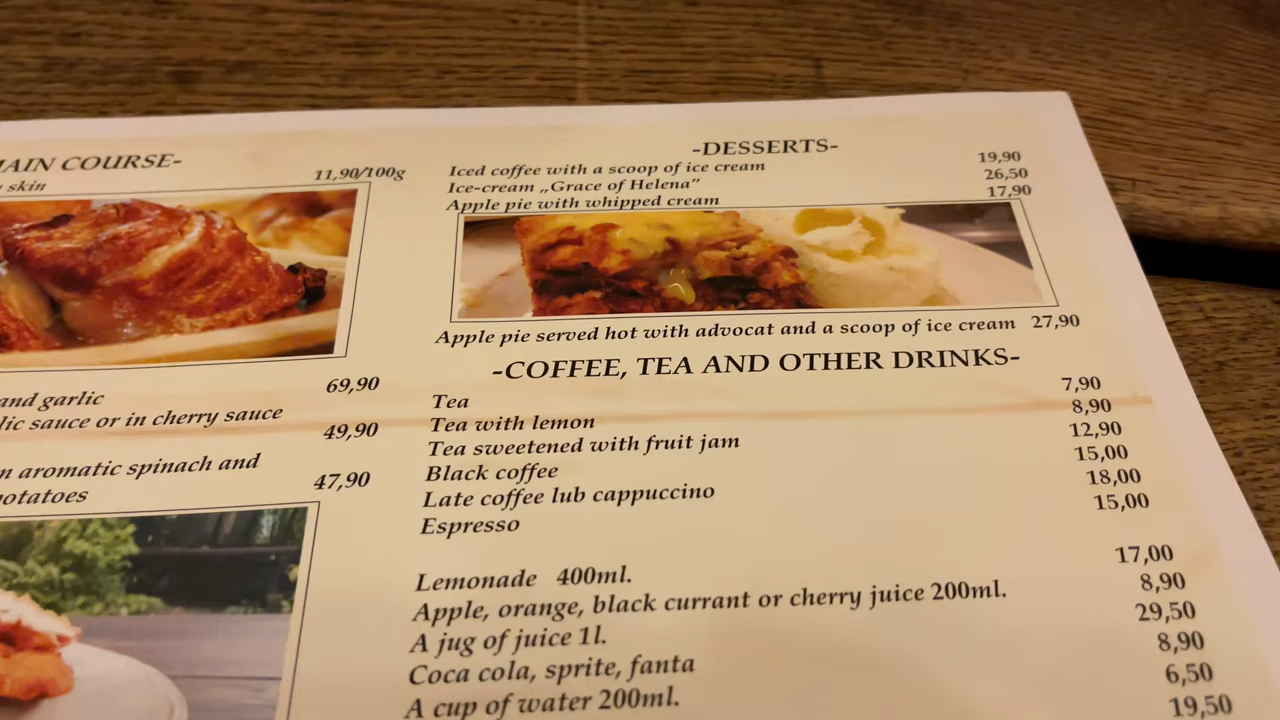 MAIN COURSE-
skin 11,90/100g
69,90
and garlic
lic sauce or in cherry sauce
49,90
n aromatic spinach and
potatoes 47,90
-DESSERTS-
Iced coffee with a scoop of ice cream 19,90
Ice-cream „Grace of Helena” 26,50
Apple pie with whipped cream 17,90
Apple pie served hot with advocat and a scoop of ice cream 27,90
-COFFEE, TEA AND OTHER DRINKS-
Tea 7,90
Tea with lemon 8,90
Tea sweetened with fruit jam 12,90
Black coffee 15,00
Late coffee lub cappuccino 18,00
Espresso 15,00
Lemonade 400ml. 17,00
Apple, orange, black currant or cherry juice 200ml. 8,90
A jug of juice 1l. 29,50
Coca cola, sprite, fanta 8,90
A cup of water 200ml. 6,50
19,50